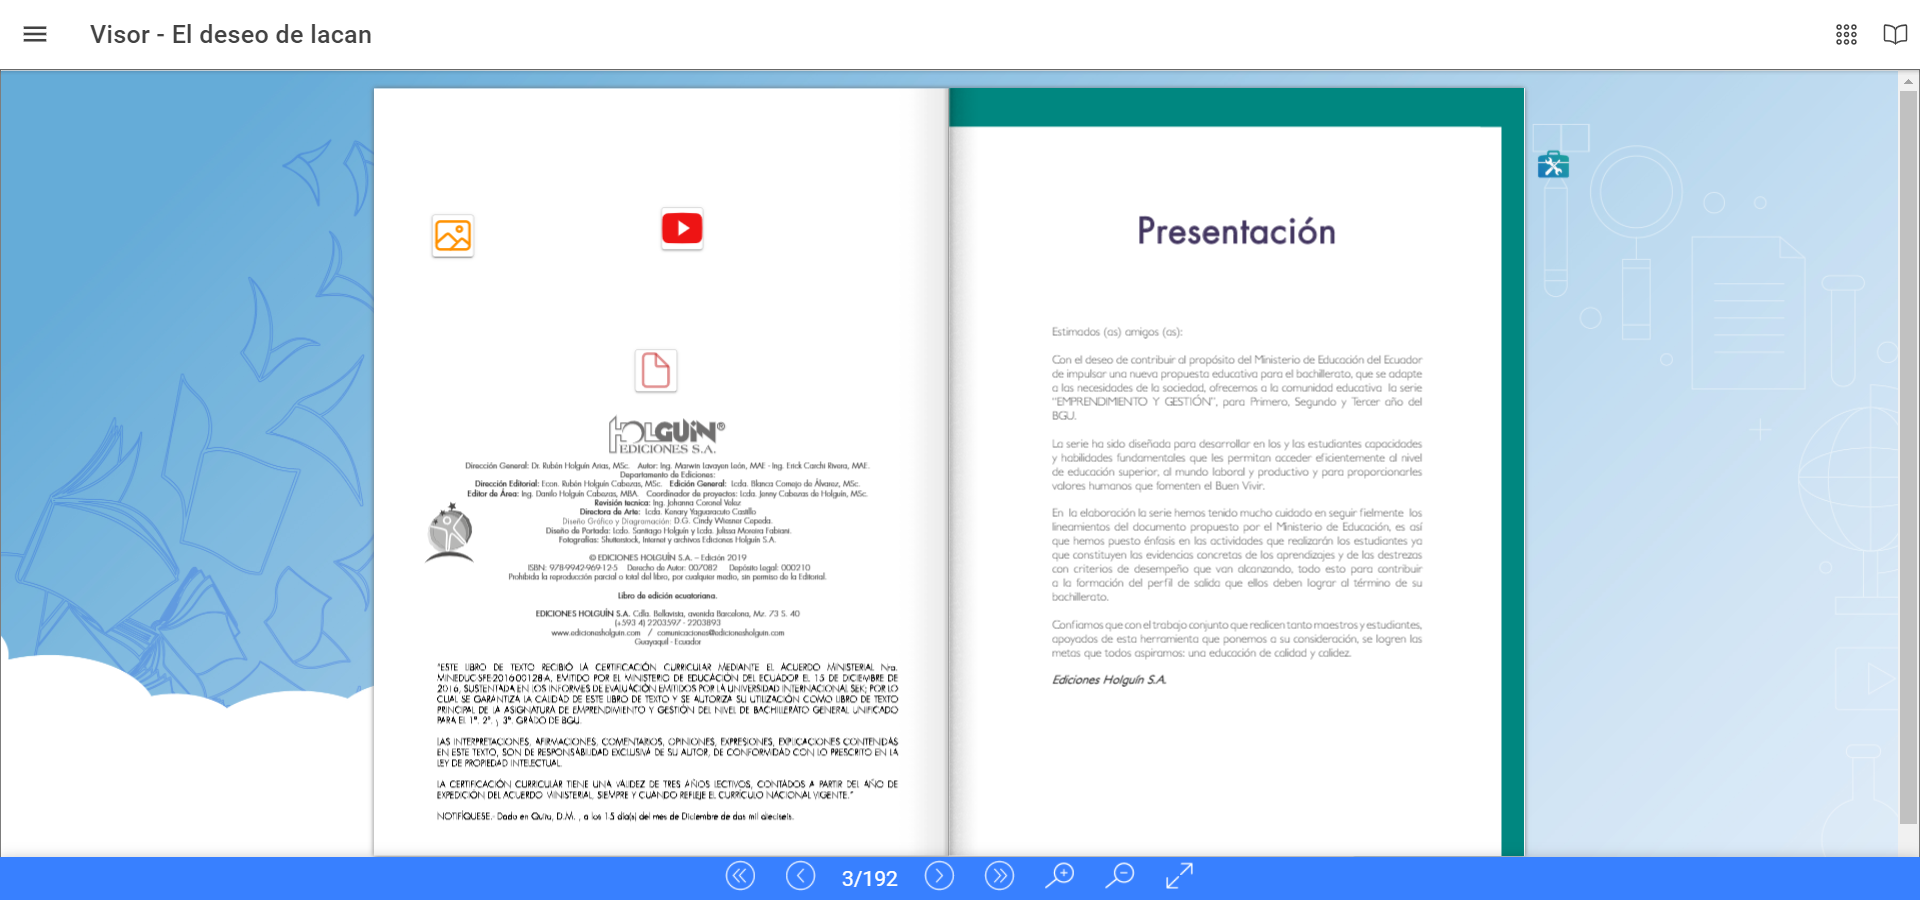 Visor - El deseo de lacan
HOLGUÍN®
EDICIONES S.A.
Dirección General: Dr. Rubén Holguín Arias, MSc. Autor: Ing. Marwin Lavayen León, MAE - Ing. Erick Carchi Rivera, MAE.
Departamento de Ediciones:
Dirección Editorial: Econ. Rubén Holguín Cabezas, MSc. Edición General: Lcda. Blanca Cornejo de Álvarez, MSc.
Editor de Área: Ing. Danilo Holguín Cabezas, MBA. Coordinador de proyectos: Lcda. Jenny Cabezas de Holguín, MSc.
Revisión tecnica: Ing. Johanna Coronel Velez
Directora de Arte: Lcda. Kenary Yaguaracuto Castillo
Diseño Gráfico y Diagramación: D.G. Cindy Wiesner Cepeda.
Diseño de Portada: Lcdo. Santiago Holguín y Lcda. Julissa Morena Fabiani.
Fotografías: Shutterstock, Internet y archivos Ediciones Holguín S.A.
© EDICIONES HOLGUÍN S.A. – Edición 2019
ISBN: 978-9942-969-12-5 Derecho de Autor: 007082 Depósito Legal: 000210
Prohibida la reproducción parcial o total del libro, por cualquier medio, sin permiso de la Editorial.
Libro de edición ecuatoriana.
EDICIONES HOLGUÍN S.A. Cdla. Bellavista, avenida Barcelona, Mz. 73 S. 40
(+593 4) 2203597 - 2203893
www.edicionesholguin.com / comunicaciones@edicionesholguin.com
Guayaquil - Ecuador
"ESTE LIBRO DE TEXTO RECIBIÓ LA CERTIFICACIÓN CURRICULAR MEDIANTE EL ACUERDO MINISTERIAL Nro.
MINEDUC-SFE-2016-00128-A, EMITIDO POR EL MINISTERIO DE EDUCACIÓN DEL ECUADOR EL 15 DE DICIEMBRE DE
2016, SUSTENTADA EN LOS INFORMES DE EVALUACIÓN EMITIDOS POR LA UNIVERSIDAD INTERNACIONAL SEK; POR LO
CUAL SE GARANTIZA LA CALIDAD DE ESTE LIBRO DE TEXTO Y SE AUTORIZA SU UTILIZACIÓN COMO LIBRO DE TEXTO
PRINCIPAL DE LA ASIGNATURA DE EMPRENDIMIENTO Y GESTIÓN DEL NIVEL DE BACHILLERATO GENERAL UNIFICADO
PARA EL 1º, 2º, y 3º. GRADO DE BGU.
LAS INTERPRETACIONES, AFIRMACIONES, COMENTARIOS, OPINIONES, EXPRESIONES, EXPLICACIONES CONTENIDAS
EN ESTE TEXTO, SON DE RESPONSABILIDAD EXCLUSIVA DE SU AUTOR, DE CONFORMIDAD CON LO PRESCRITO EN LA
LEY DE PROPIEDAD INTELECTUAL.
LA CERTIFICACIÓN CURRICULAR TIENE UNA VALIDEZ DE TRES AÑOS LECTIVOS, CONTADOS A PARTIR DEL AÑO DE
EXPEDICIÓN DEL ACUERDO MINISTERIAL, SIEMPRE Y CUANDO REFLEJE EL CURRÍCULO NACIONAL VIGENTE."
NOTIFÍQUESE.- Dado en Quito, D.M. , a los 15 día(s) del mes de Diciembre de dos mil dieciseis.
Presentación
Estimados (as) amigos (as):
Con el deseo de contribuir al propósito del Ministerio de Educación del Ecuador
de impulsar una nueva propuesta educativa para el bachillerato, que se adapte
a las necesidades de la sociedad, ofrecemos a la comunidad educativa la serie
"EMPRENDIMIENTO Y GESTIÓN", para Primero, Segundo y Tercer año del
BGU.
La serie ha sido diseñada para desarrollar en los y las estudiantes capacidades
y habilidades fundamentales que les permitan acceder eficientemente al nivel
de educación superior, al mundo laboral y productivo y para proporcionarles
valores humanos que fomenten el Buen Vivir.
En la elaboración la serie hemos tenido mucho cuidado en seguir fielmente los
lineamientos del documento propuesto por el Ministerio de Educación, es así
que hemos puesto énfasis en las actividades que realizarán los estudiantes ya
que constituyen las evidencias concretas de los aprendizajes y de las destrezas
con criterios de desempeño que van alcanzando, todo esto para contribuir
a la formación del perfil de salida que ellos deben lograr al término de su
bachillerato.
Confiamos que con el trabajo conjunto que realicen tanto maestros y estudiantes,
apoyados de esta herramienta que ponemos a su consideración, se logren las
metas que todos aspiramos: una educación de calidad y calidez.
Ediciones Holguín S.A.
3/192